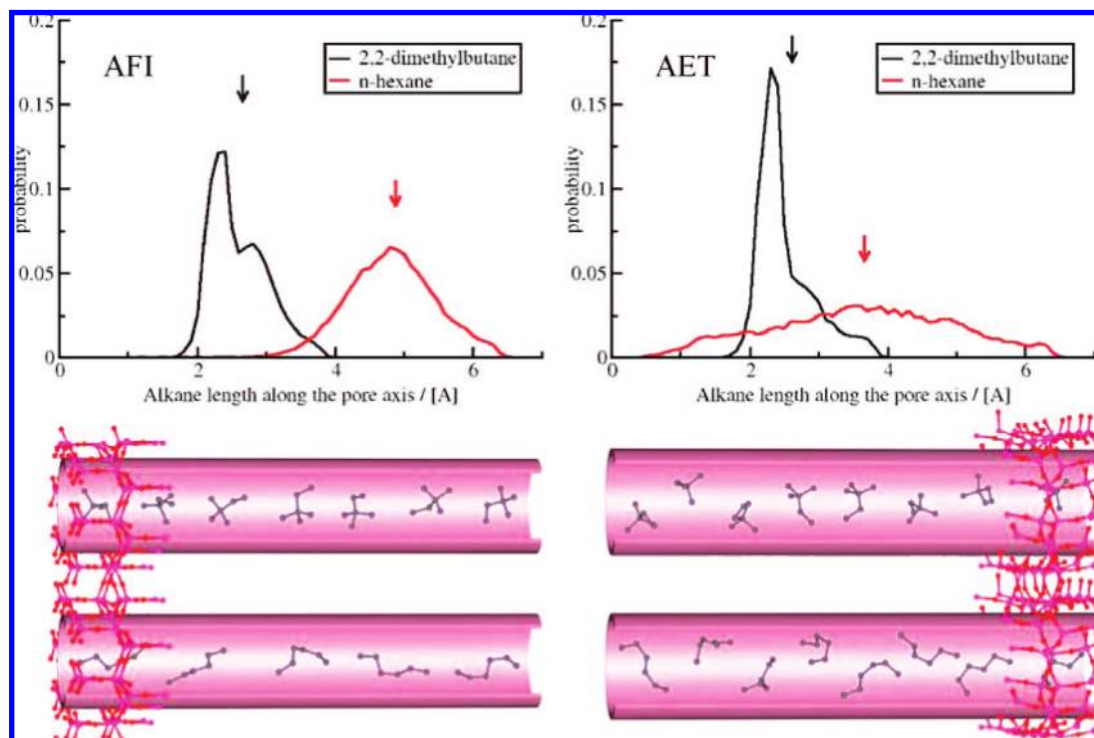 0.2
0.15
0.1
0.05
0
probability
AFI
2,2-dimethylbutane
n-hexane
0
2
4
6
Alkane length along the pore axis / [A]
0.2
0.15
0.1
0.05
0
probability
AET
2,2-dimethylbutane
n-hexane
0
2
4
6
Alkane length along the pore axis / [A]